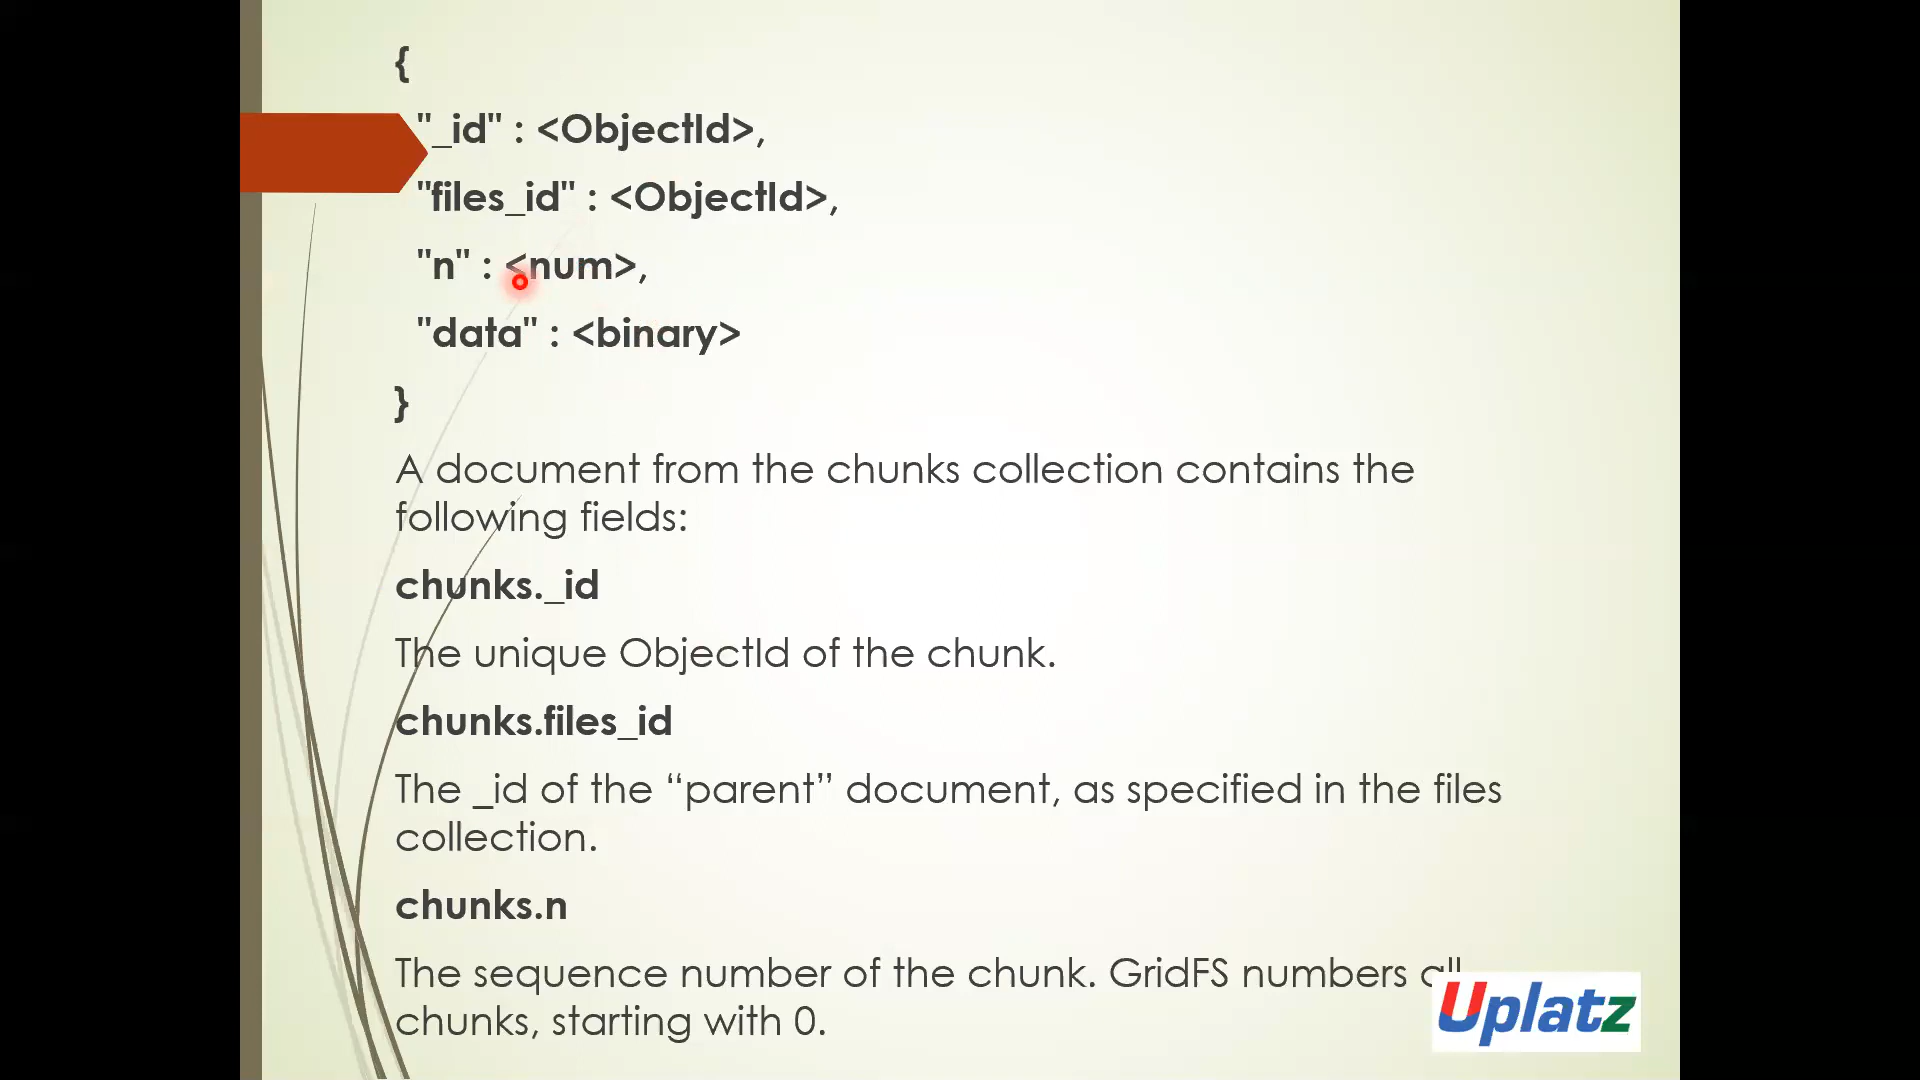 {
"_id" : <ObjectId>,
"files_id" : <ObjectId>,
"n" : <num>,
"data" : <binary>
}
A document from the chunks collection contains the
following fields:
chunks._id
The unique ObjectId of the chunk.
chunks.files_id
The _id of the “parent” document, as specified in the files
collection.
chunks.n
The sequence number of the chunk. GridFS numbers all
chunks, starting with 0.
Uplatz